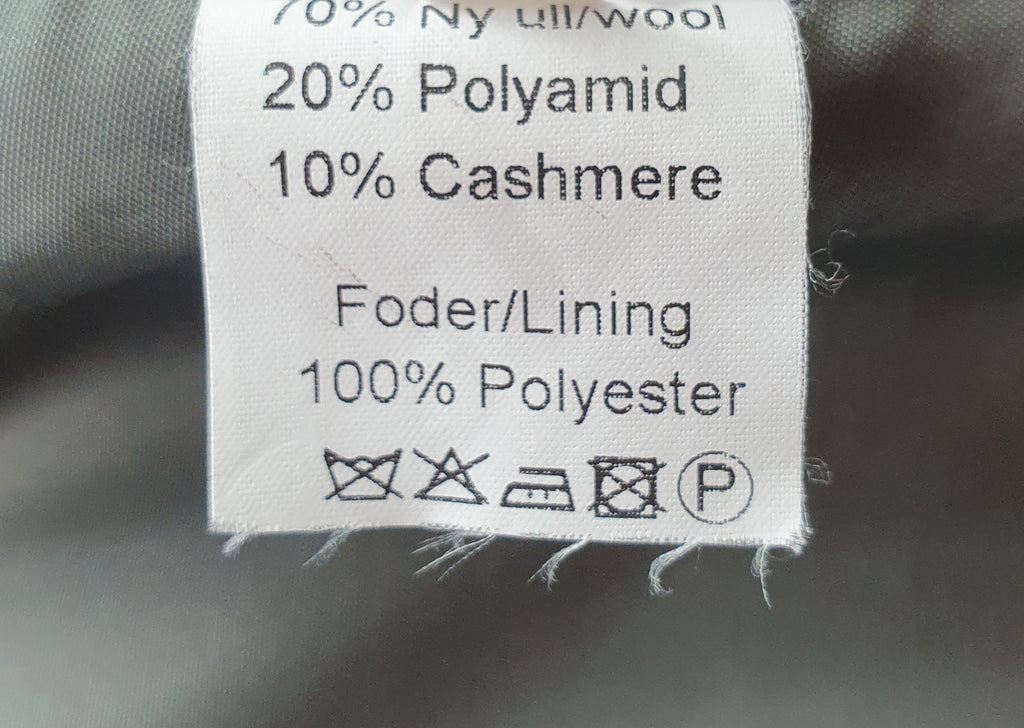 70% Ny ull/wool
20% Polyamid
10% Cashmere
Foder/Lining
100% Polyester
P